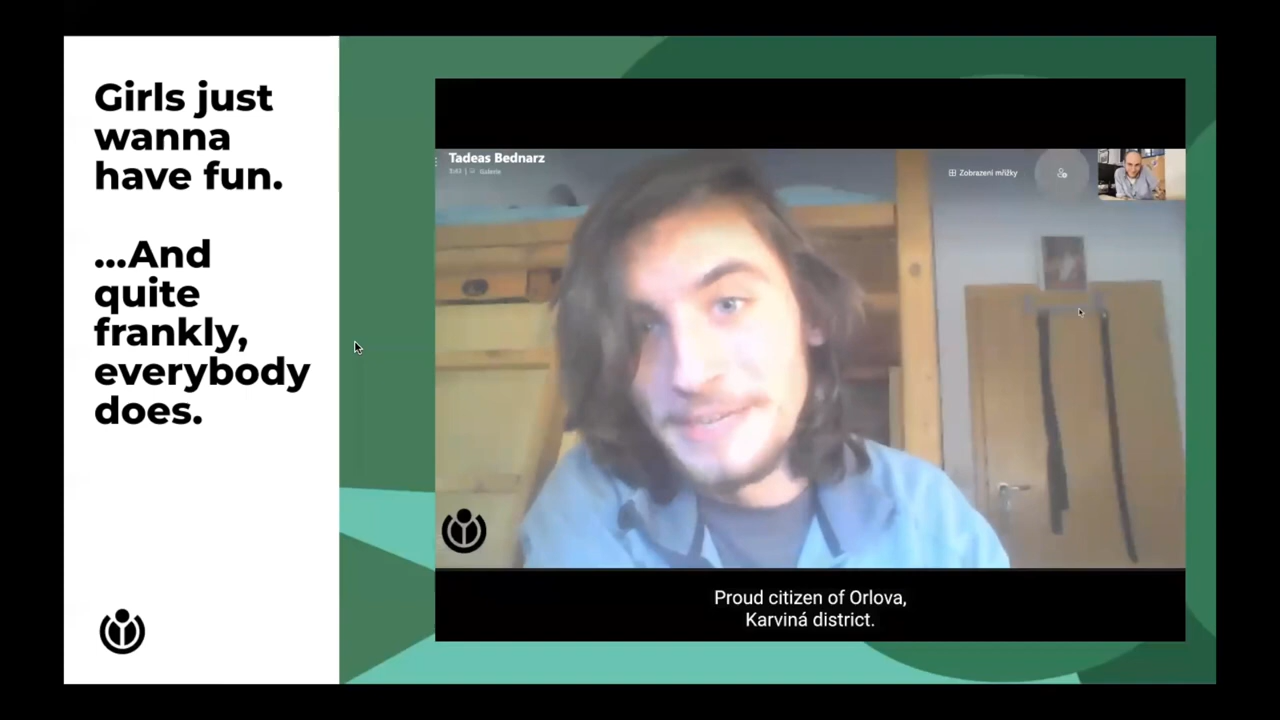 Girls just
wanna
have fun.
...And
quite
frankly,
everybody
does.
Tadeas Bednarz
Galerie
Zobrazení mřížky
Proud citizen of Orlova,
Karviná district.